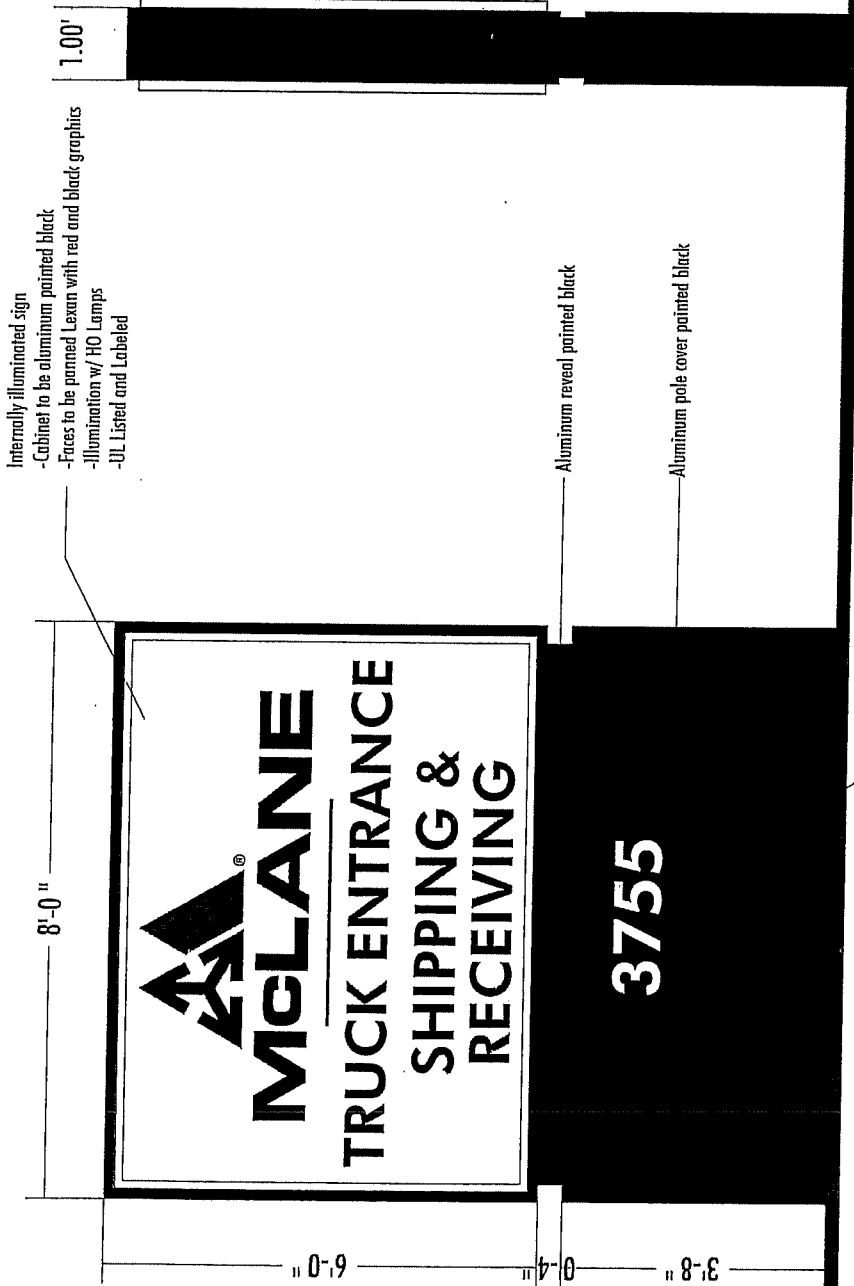 Internally illuminated sign
-Cabinet to be aluminum painted black
-Faces to be panned Lexan with red and black graphics
-Illumination w/ HO Lamps
-UL Listed and Labeled
1.00'
8'-0"
6'-0"
0'-4"
3'-8"
McLANE®
TRUCK ENTRANCE
SHIPPING &
RECEIVING
3755
Aluminum reveal painted black
Aluminum pole cover painted black